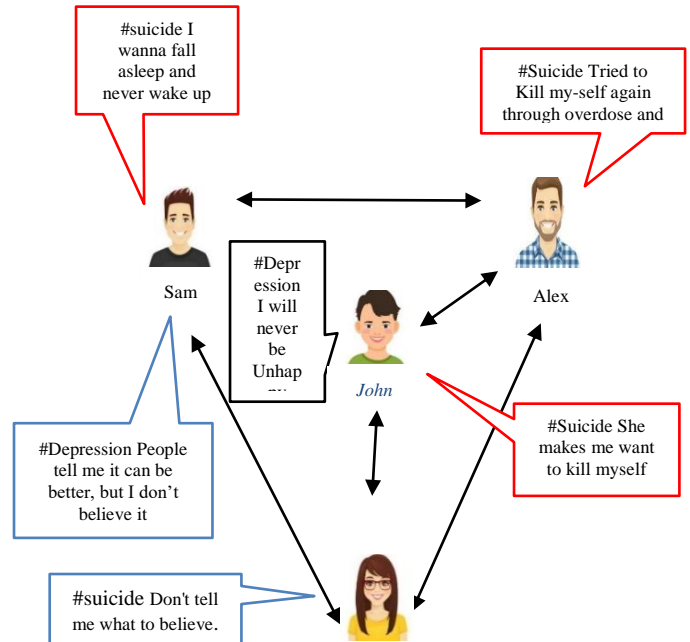 #suicide I
wanna fall
asleep and
never wake up
#Suicide Tried to
Kill my-self again
through overdose and
Sam
Alex
#Depr
ession
I will
never
be
Unhap
John
#Depression People
tell me it can be
better, but I don’t
believe it
#Suicide She
makes me want
to kill myself
#suicide Don't tell
me what to believe.